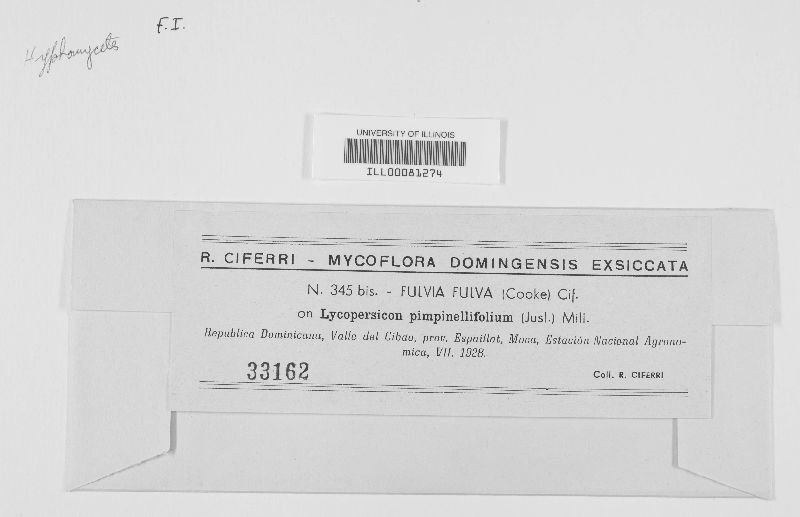 F. I.
Hyphomycetes
UNIVERSITY OF ILLINOIS
ILL00081274
R. CIFERRI - MYCOFLORA DOMINGENSIS EXSICCATA
N. 345 bis. - FULVIA FULVA (Cooke) Cif.
on Lycopersicon pimpinellifolium (Jusl.) Mill.
Republica Dominicana, Valle del Cibao, prov. Espaillat, Moca, Estación Nacional Agrono-
mica, VII. 1928.
33162
Coll. R. CIFERRI